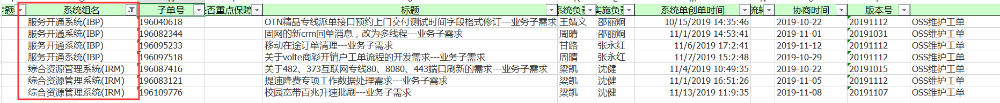 专题 系统组名 子单号 是否重点保障 标题 系统负责 实施负责 系统单创单时间 流转 协商时间 版本号
服务开通系统(IBP) 196040618 OTN精品专线派单接口预约上门交付测试时间字段格式修订---业务子需求 王靖文 邵丽炯 10/15/2019 14:35:46 2019-10-22 20191112 OSS维护工单
服务开通系统(IBP) 196082344 固网的新crm回单消息，改为多线程---业务子需求 周晴 邵丽炯 11/1/2019 14:53:41 2019-11-01 20191031 OSS维护工单
服务开通系统(IBP) 196095233 移动在途订单清理---业务子需求 甘路 张永红 11/6/2019 17:2:41 2019-11-12 20191112 OSS维护工单
服务开通系统(IBP) 196097518 关于volte商彩开销户工单流程的开发需求---业务子需求 周晴 张永红 11/7/2019 15:2:48 2019-10-29 20191112 OSS维护工单
综合资源管理系统(IRM) 196087416 关于482、373互联网专线80、8080、443端口刷新的需求---业务子需求 梁凯 沈健 11/4/2019 10:49:35 2019-10-22 20191015 OSS维护工单
综合资源管理系统(IRM) 196083121 提速降费专项工作数据处理需求---业务子需求 梁凯 沈健 11/1/2019 16:51:26 2019-11-05 20191112 OSS维护工单
综合资源管理系统(IRM) 196109776 校园宽带百兆升速批刷---业务子需求 梁凯 沈健 11/13/2019 11:9:35 2019-11-08 20191107 OSS维护工单